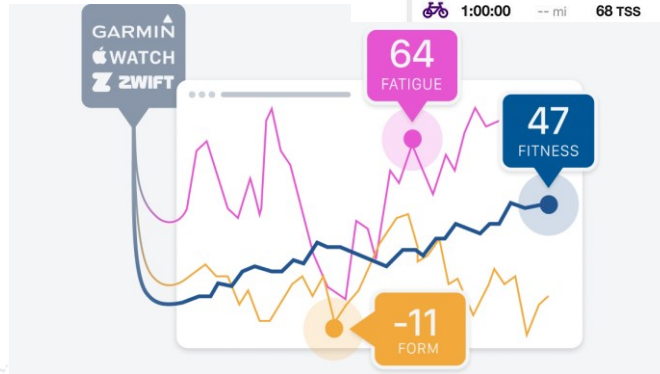 1:00:00 -- mi 68 TSS
GARMIN
WATCH
ZWIFT
64
FATIGUE
47
FITNESS
-11
FORM